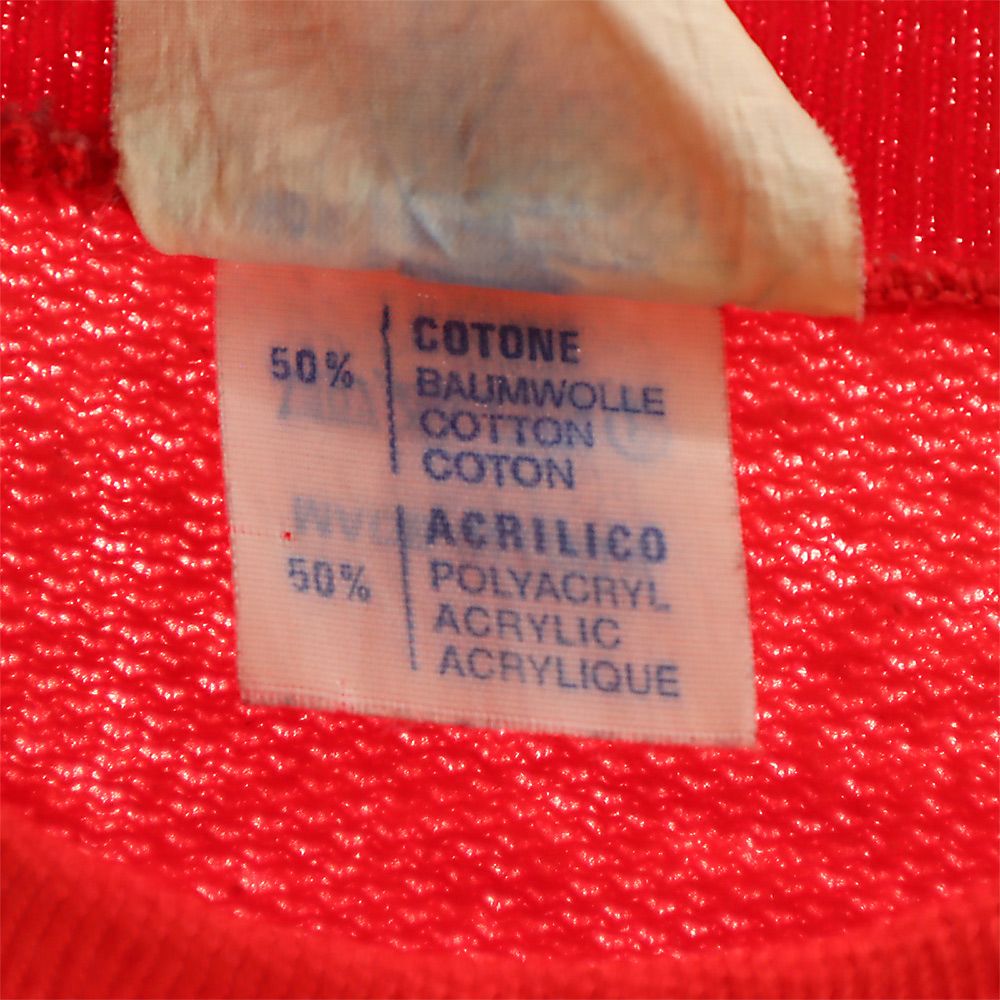 50% COTONE
BAUMWOLLE
COTTON
COTON
50% ACRILICO
POLYACRYL
ACRYLIC
ACRYLIQUE